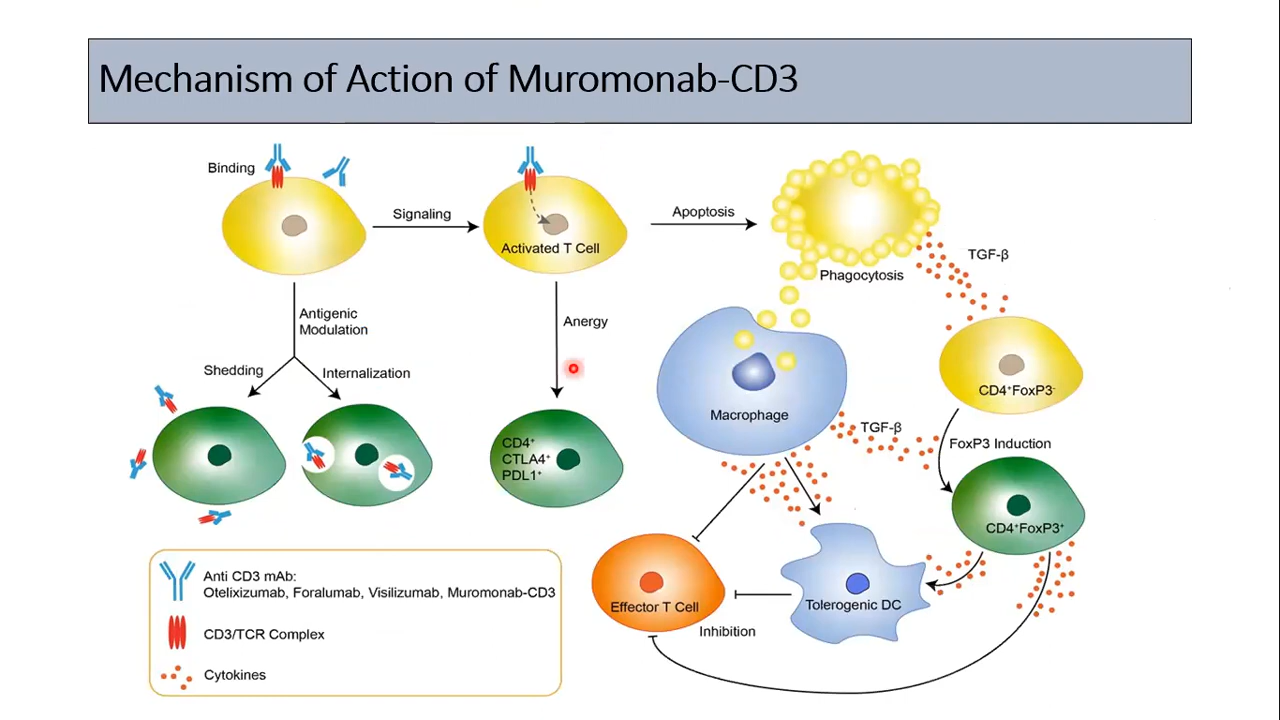 Mechanism of Action of Muromonab-CD3
Binding
Signaling
Activated T Cell
Apoptosis
Phagocytosis
TGF-β
Antigenic
Modulation
Shedding
Internalization
Anergy
CD4⁺
CTLA4⁺
PDL1⁺
Macrophage
TGF-β
CD4⁺FoxP3⁻
FoxP3 Induction
CD4⁺FoxP3⁺
Effector T Cell
Inhibition
Tolerogenic DC
Anti CD3 mAb:
Otelixizumab, Foralumab, Visilizumab, Muromonab-CD3
CD3/TCR Complex
Cytokines